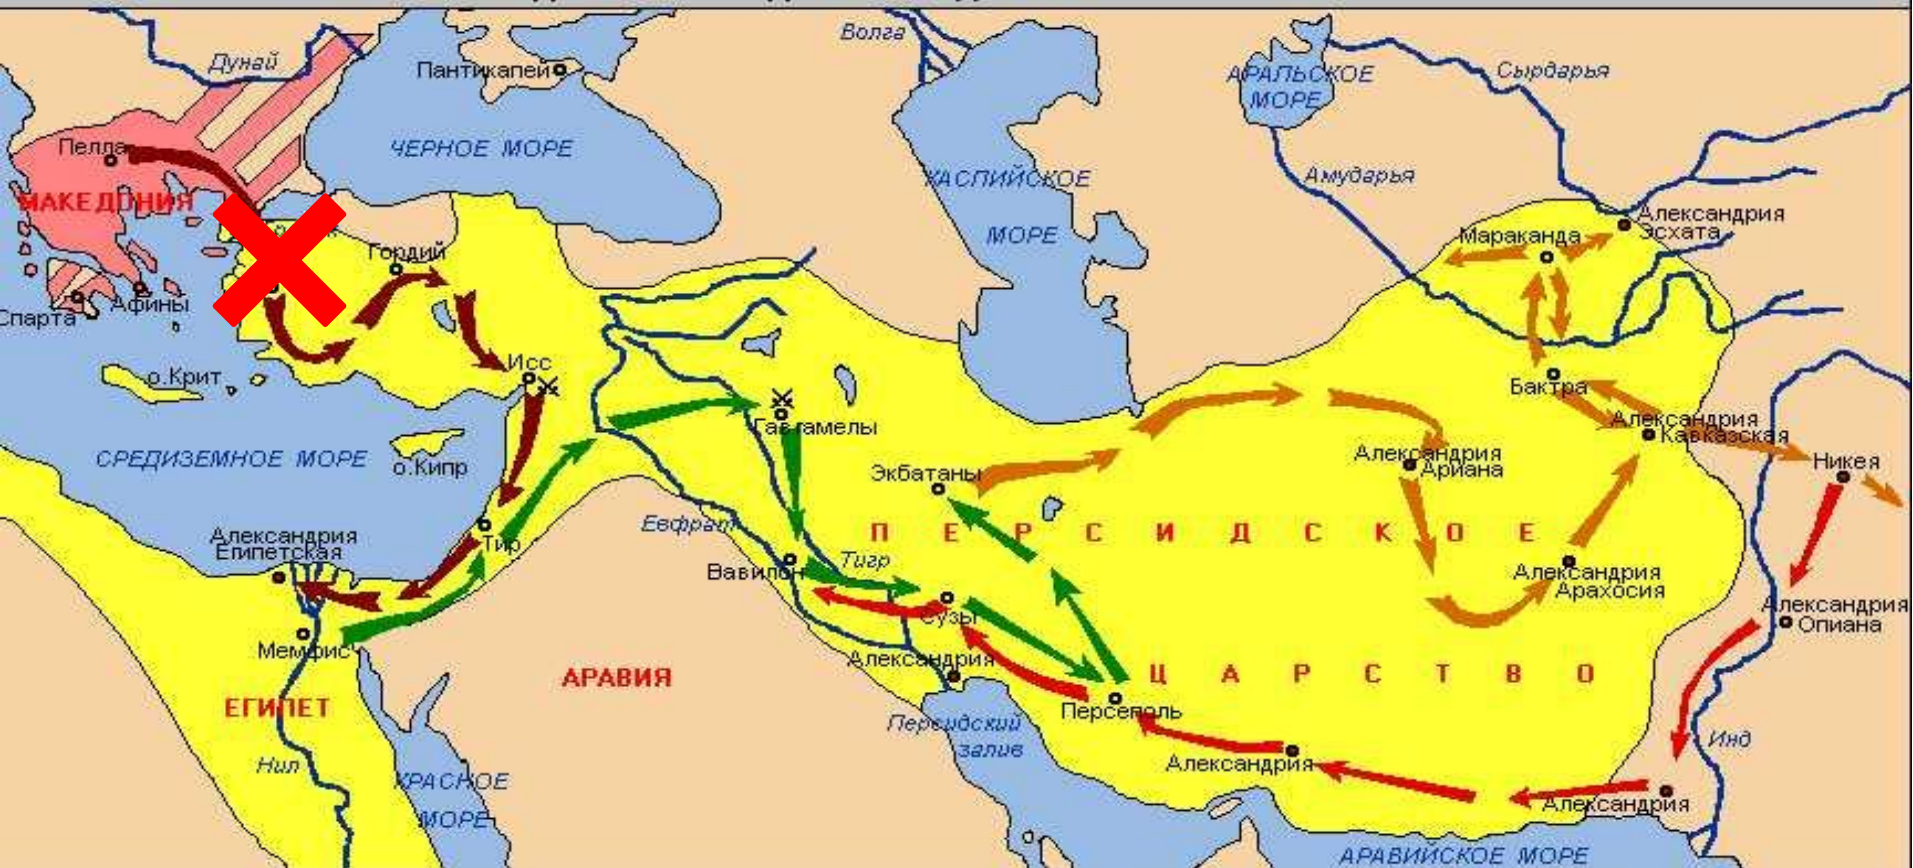 Дунай
Пантикапей
Волга
АРАЛЬСКОЕ
МОРЕ
Сырдарья
Пелла
ЧЕРНОЕ МОРЕ
КАСПИЙСКОЕ
МОРЕ
Амударья
МАКЕДОНИЯ
Александрия
Эсхата
Мараканда
Гордий
Спарта
Афины
Исс
о.Крит
Бактра
Александрия
Кавказская
Гавгамелы
СРЕДИЗЕМНОЕ МОРЕ
о.Кипр
Экбатаны
Александрия
Ариана
Никея
Евфрат
ПЕРСИДСКОЕ
Александрия
Египетская
Тир
Вавилон
Тигр
Александрия
Арахосия
Сузы
Александрия
Опиана
Мемфис
АРАВИЯ
Александрия
ЦАРСТВО
ЕГИПЕТ
Персеполь
Персидский
залив
Инд
Нил
Александрия
КРАСНОЕ
МОРЕ
Александрия
АРАВИЙСКОЕ МОРЕ